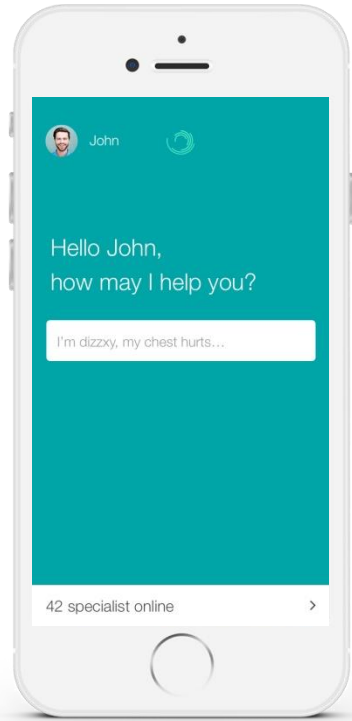 John
Hello John,
how may I help you?
I'm dizzxy, my chest hurts...
42 specialist online